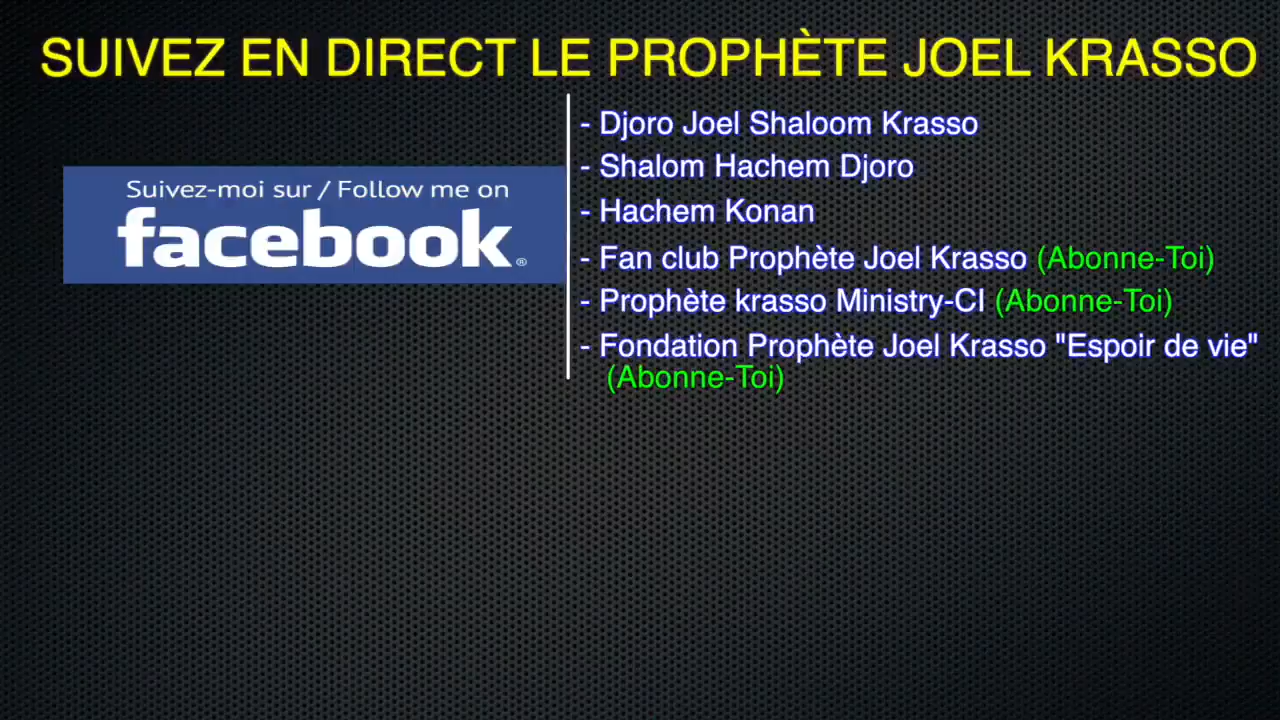 SUIVEZ EN DIRECT LE PROPHÈTE JOEL KRASSO
Suivez-moi sur / Follow me on
facebook®
- Djoro Joel Shaloom Krasso
- Shalom Hachem Djoro
- Hachem Konan
- Fan club Prophète Joel Krasso (Abonne-Toi)
- Prophète krasso Ministry-CI (Abonne-Toi)
- Fondation Prophète Joel Krasso "Espoir de vie"
(Abonne-Toi)